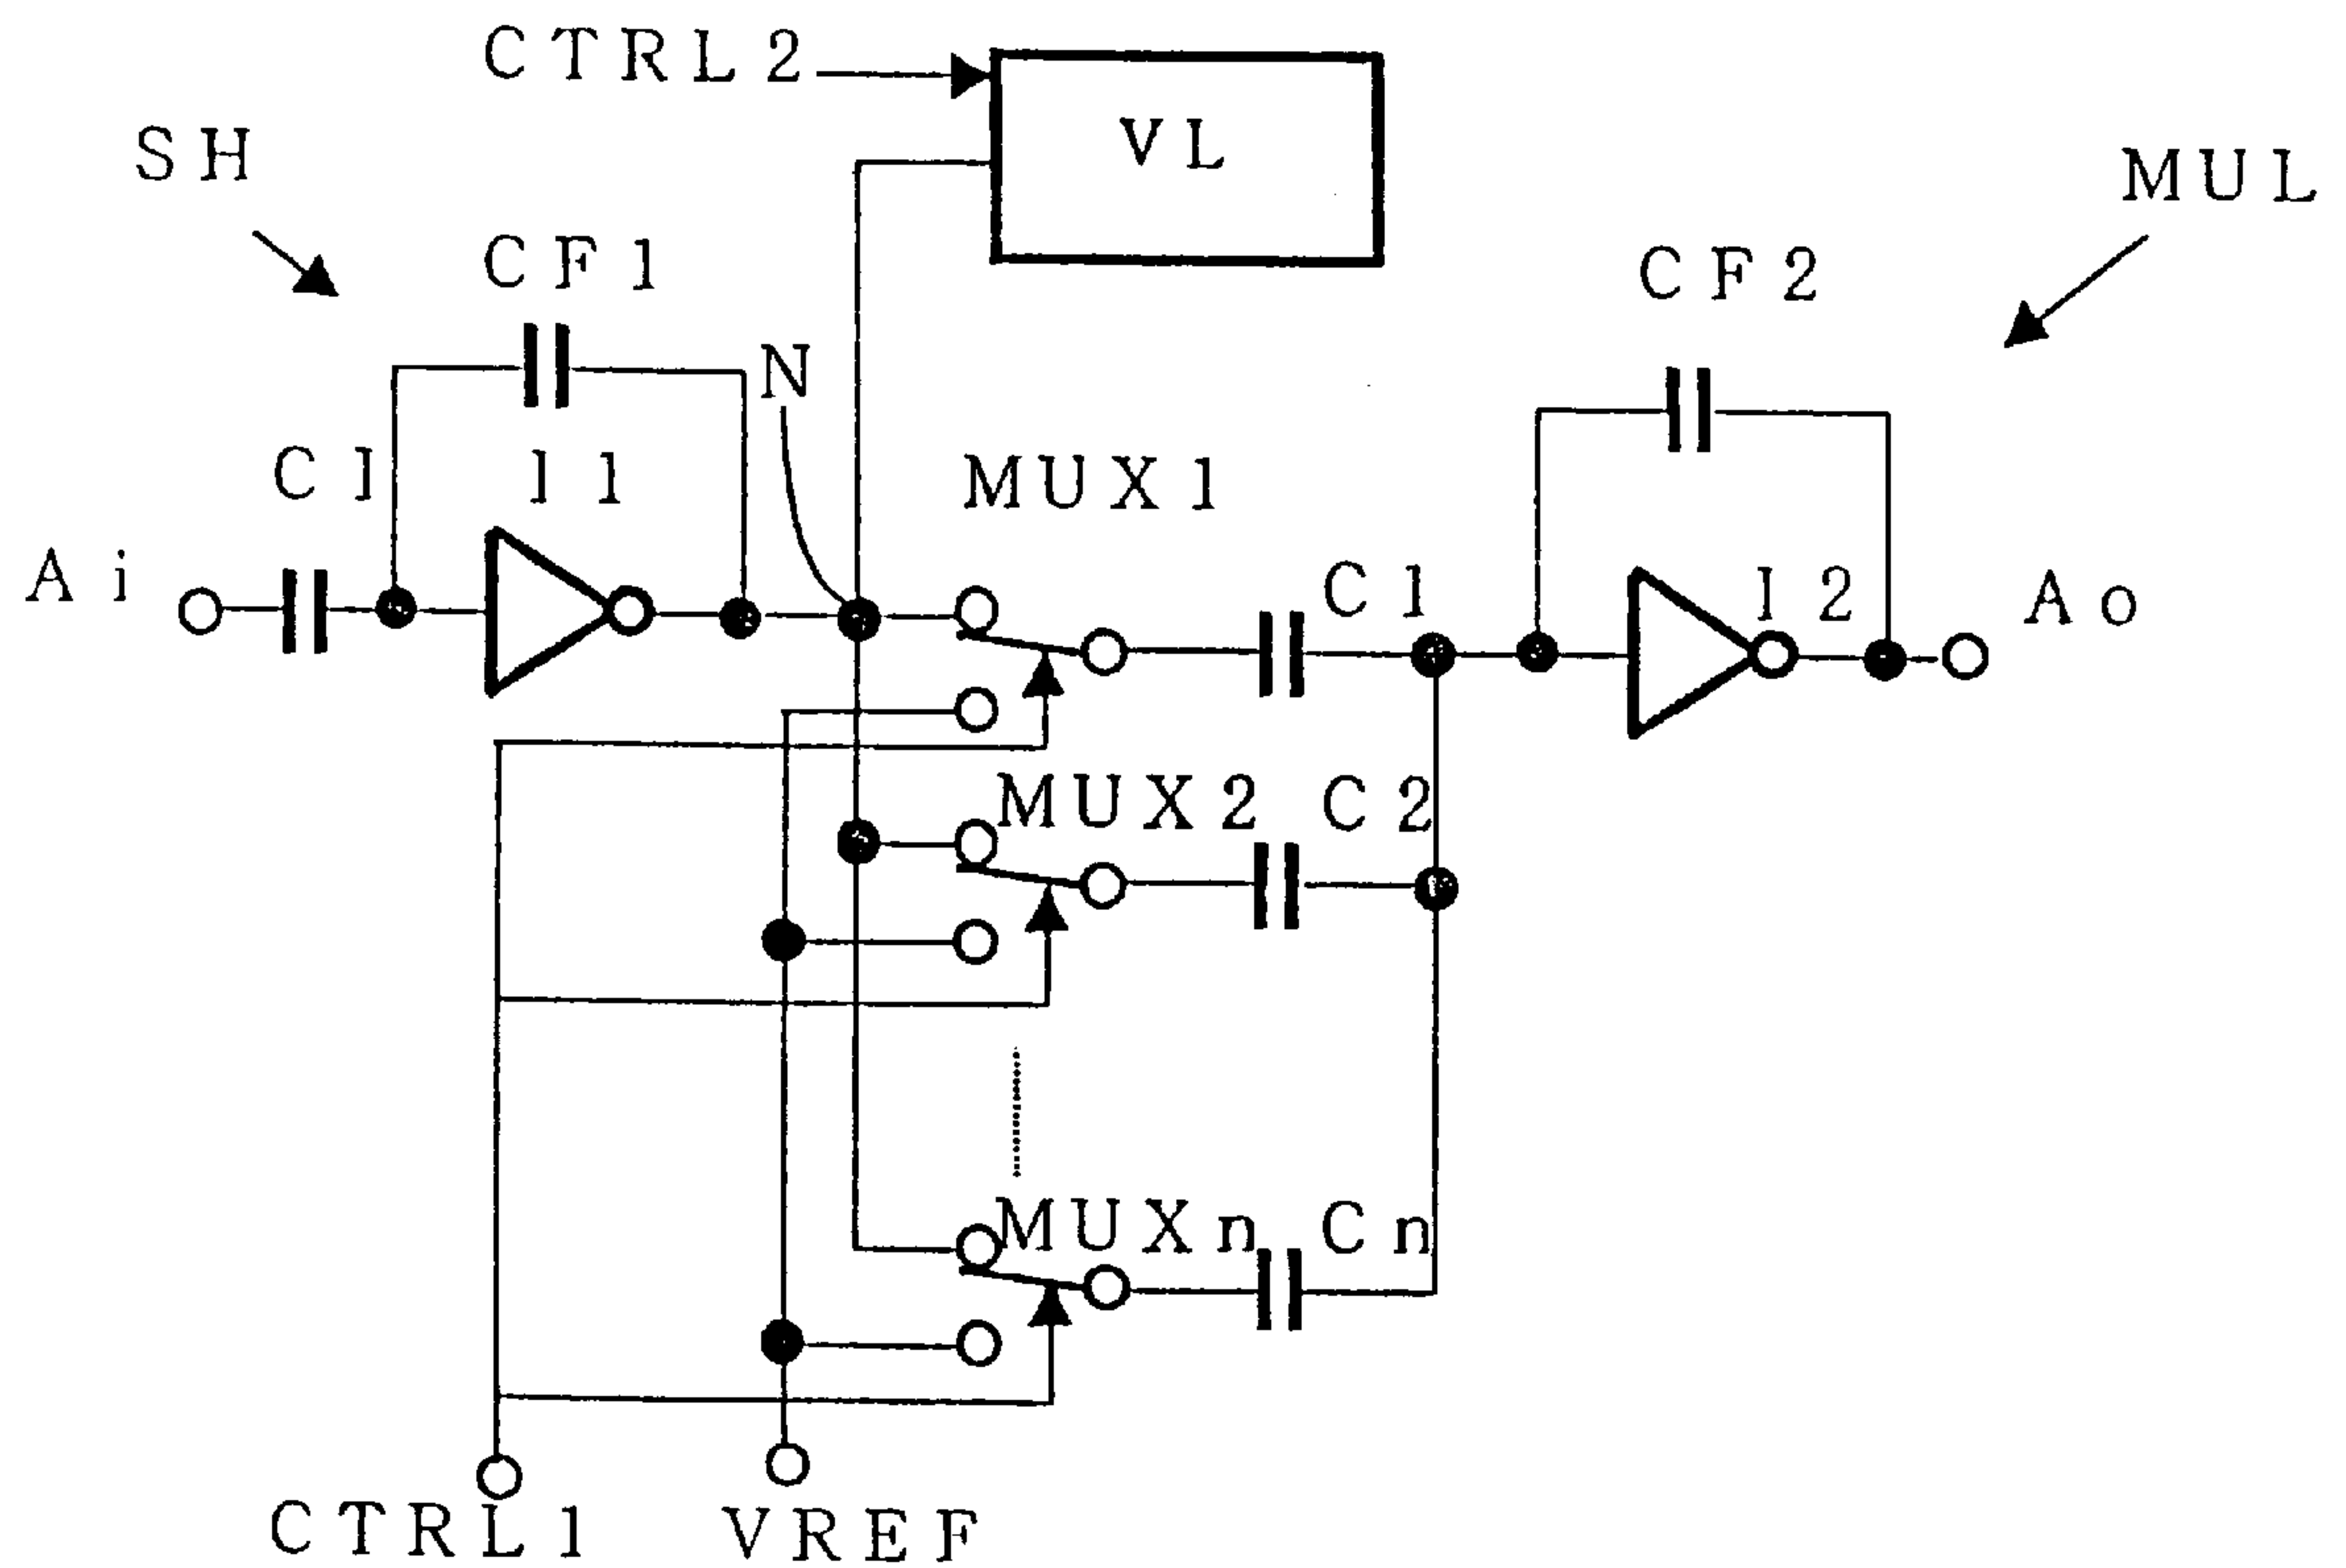 CTRL2
VL
SH
MUL
CF1
CF2
N
CI
I1
MUX1
Ai
C1
I2
Ao
MUX2
C2
MUXn
Cn
CTRL1
VREF